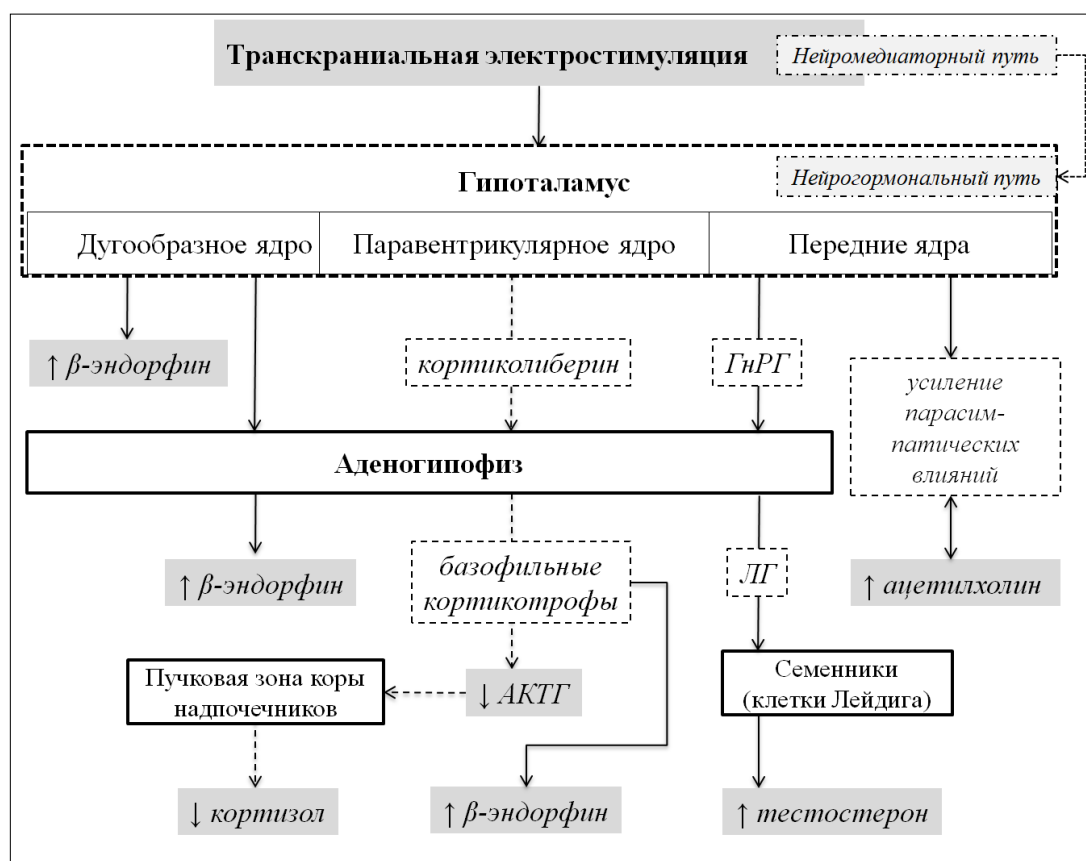 Транскраниальная электростимуляция
Нейромедиаторный путь
Гипоталамус
Нейрогормональный путь
Дугообразное ядро
Паравентрикулярное ядро
Передние ядра
↑ β-эндорфин
кортиколиберин
ГнРГ
усиление
парасим-
патических
влияний
Аденогипофиз
↑ β-эндорфин
базофильные
кортикотрофы
ЛГ
↑ ацетилхолин
Пучковая зона коры
надпочечников
↓ АКТГ
Семенники
(клетки Лейдига)
↓ кортизол
↑ β-эндорфин
↑ тестостерон